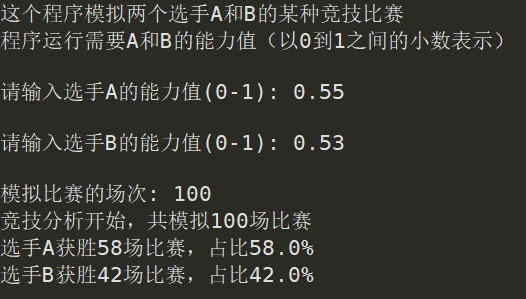 这个程序模拟两个选手A和B的某种竞技比赛
程序运行需要A和B的能力值（以0到1之间的小数表示）
请输入选手A的能力值(0-1): 0.55
请输入选手B的能力值(0-1): 0.53
模拟比赛的场次: 100
竞技分析开始，共模拟100场比赛
选手A获胜58场比赛，占比58.0%
选手B获胜42场比赛，占比42.0%